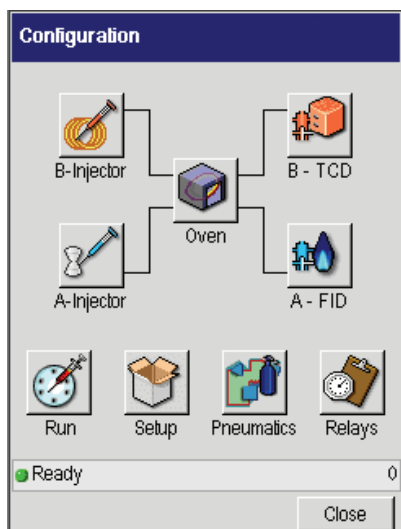 Configuration
B-Injector
B - TCD
Oven
A-Injector
A - FID
Run
Setup
Pneumatics
Relays
Ready 0
Close